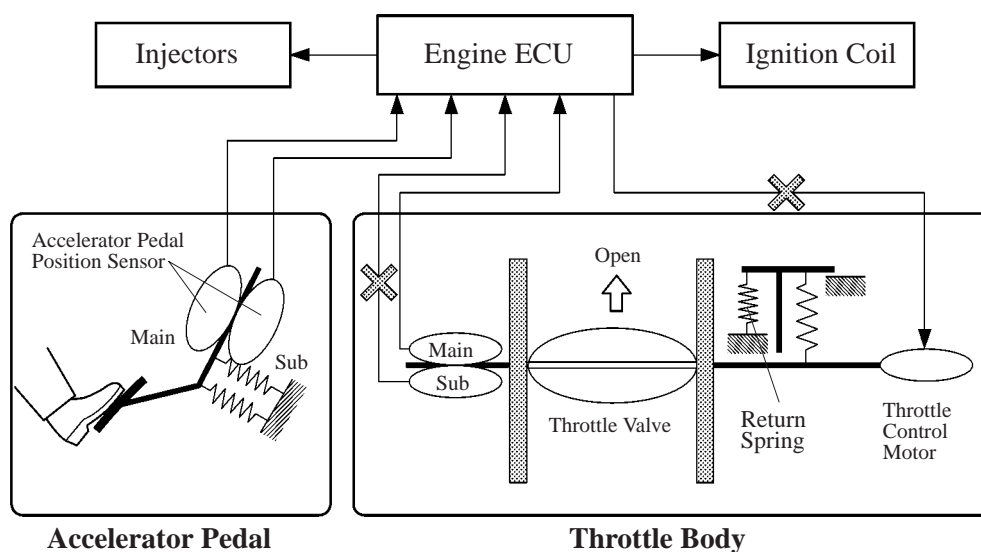 Injectors
Engine ECU
Ignition Coil
Accelerator Pedal
Position Sensor
Main
Sub
Open
Main
Sub
Throttle Valve
Return
Spring
Throttle
Control
Motor
Accelerator Pedal
Throttle Body